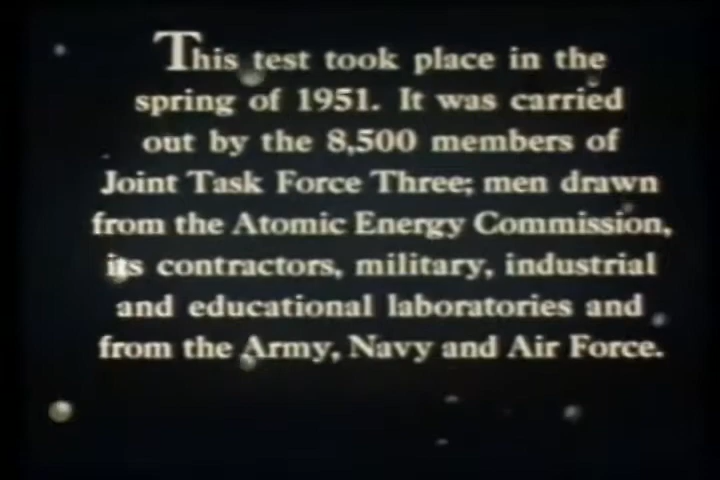 This test took place in the
spring of 1951. It was carried
out by the 8,500 members of
Joint Task Force Three; men drawn
from the Atomic Energy Commission,
its contractors, military, industrial
and educational laboratories and
from the Army, Navy and Air Force.